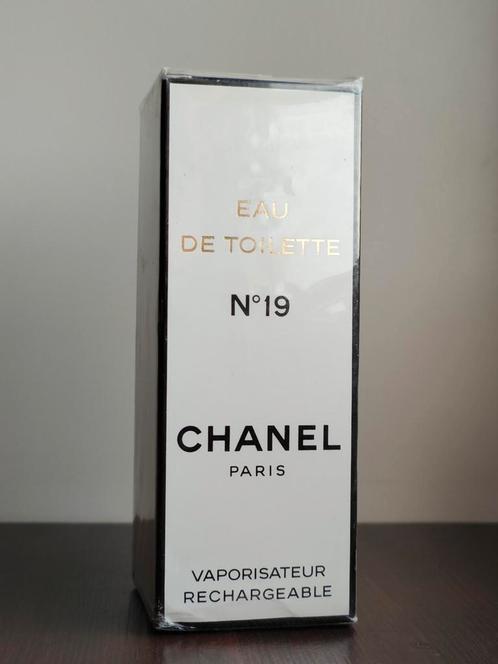 EAU
DE TOILETTE
N°19
CHANEL
PARIS
VAPORISATEUR
RECHARGEABLE